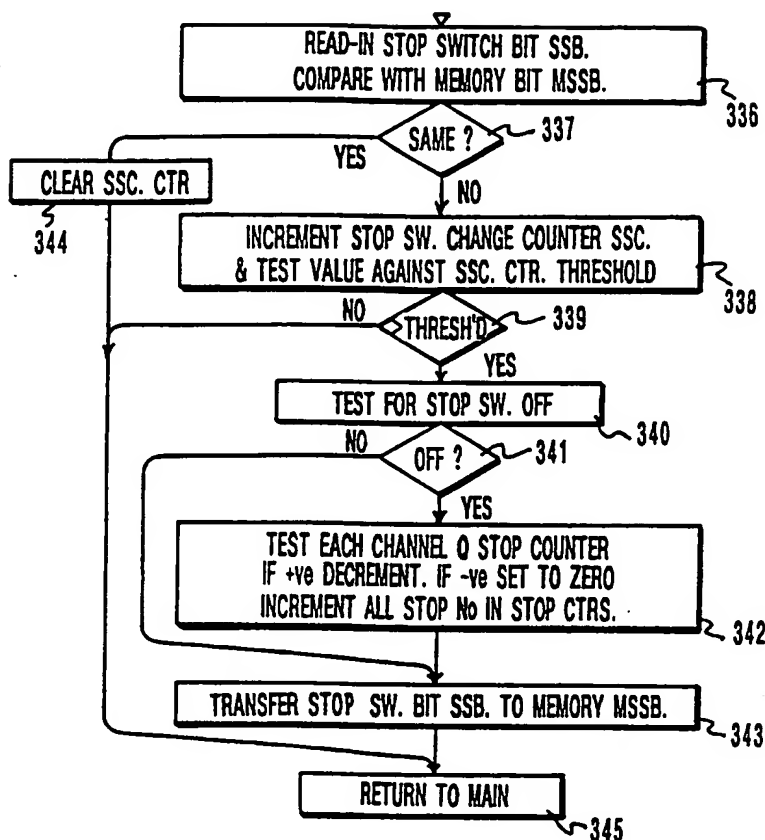 READ-IN STOP SWITCH BIT SSB.
COMPARE WITH MEMORY BIT MSSB.
336
SAME ?
337
YES
NO
CLEAR SSC. CTR
344
INCREMENT STOP SW. CHANGE COUNTER SSC.
& TEST VALUE AGAINST SSC. CTR. THRESHOLD
338
NO
>THRESH'D
339
YES
TEST FOR STOP SW. OFF
340
NO
OFF ?
341
YES
TEST EACH CHANNEL Q STOP COUNTER
IF +ve DECREMENT. IF -ve SET TO ZERO
INCREMENT ALL STOP No IN STOP CTRS.
342
TRANSFER STOP SW. BIT SSB. TO MEMORY MSSB.
343
RETURN TO MAIN
345